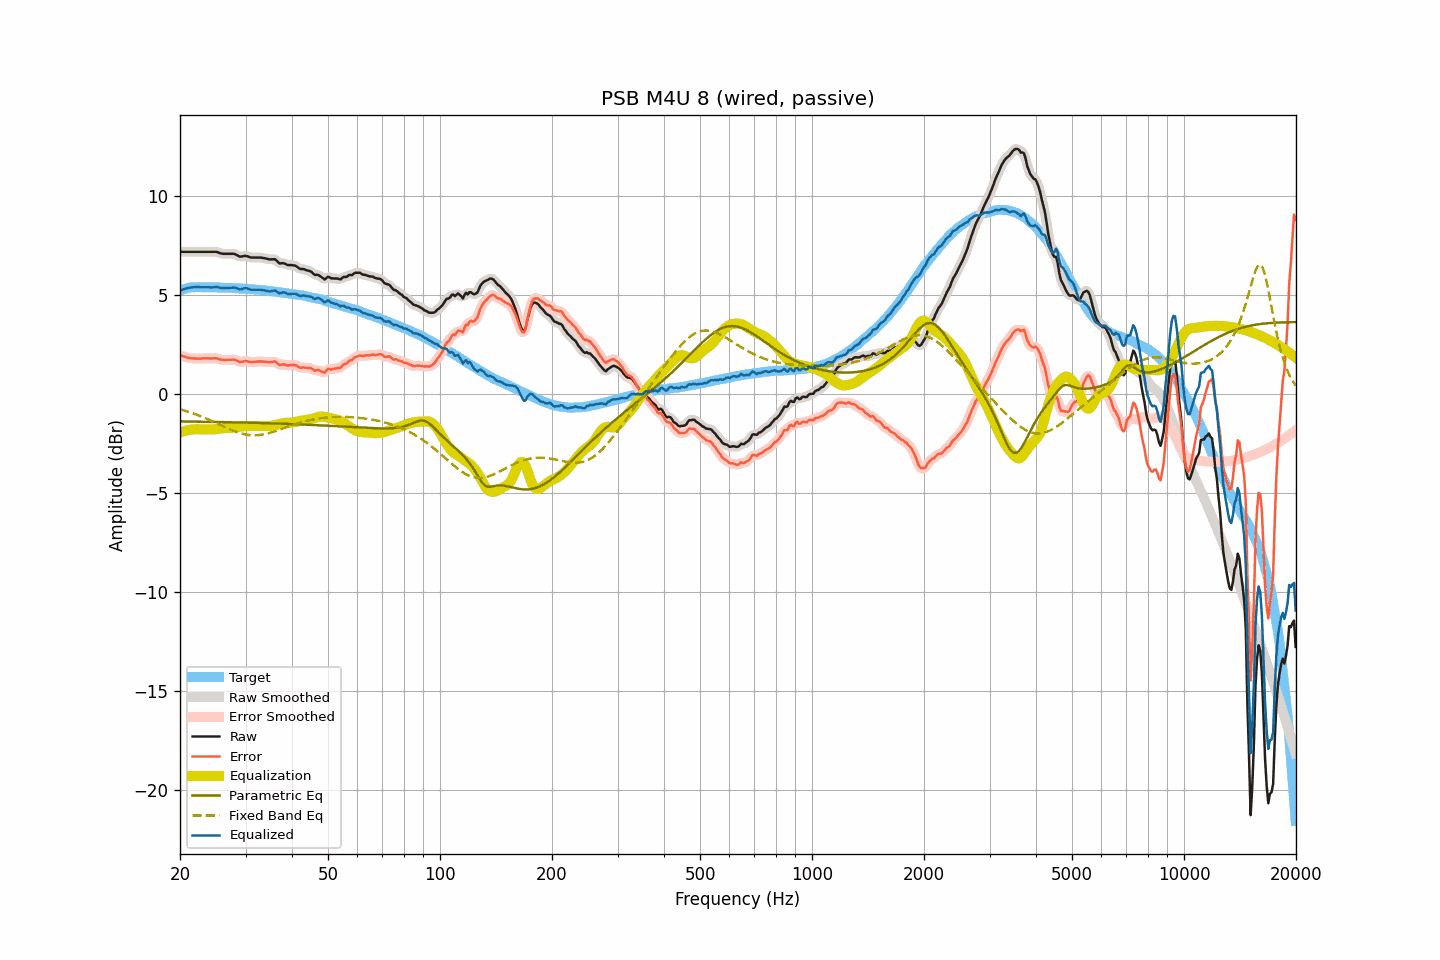 PSB M4U 8 (wired, passive)
Amplitude (dBr)
10
5
0
−5
−10
−15
−20
Target
Raw Smoothed
Error Smoothed
Raw
Error
Equalization
Parametric Eq
Fixed Band Eq
Equalized
20 50 100 200 500 1000 2000 5000 10000 20000
Frequency (Hz)